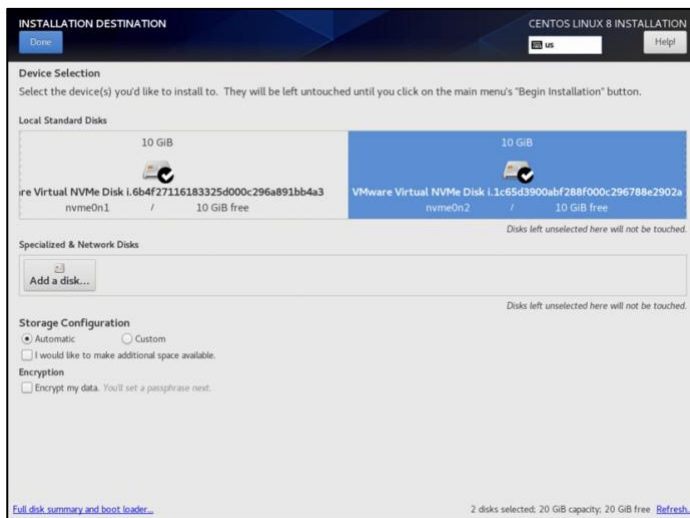 INSTALLATION DESTINATION
CENTOS LINUX 8 INSTALLATION
Done
us
Help!
Device Selection
Select the device(s) you'd like to install to. They will be left untouched until you click on the main menu's "Begin Installation" button.
Local Standard Disks
10 GiB
re Virtual NVMe Disk i.6b4f27116183325d000c296a891bb4a3
nvme0n1 / 10 GiB free
10 GiB
VMware Virtual NVMe Disk i.1c65d3900abf288f000c296788e2902a
nvme0n2 / 10 GiB free
Disks left unselected here will not be touched.
Specialized & Network Disks
Add a disk...
Disks left unselected here will not be touched.
Storage Configuration
Automatic Custom
I would like to make additional space available.
Encryption
Encrypt my data. You'll set a passphrase next.
Full disk summary and boot loader...
2 disks selected; 20 GiB capacity; 20 GiB free Refresh...